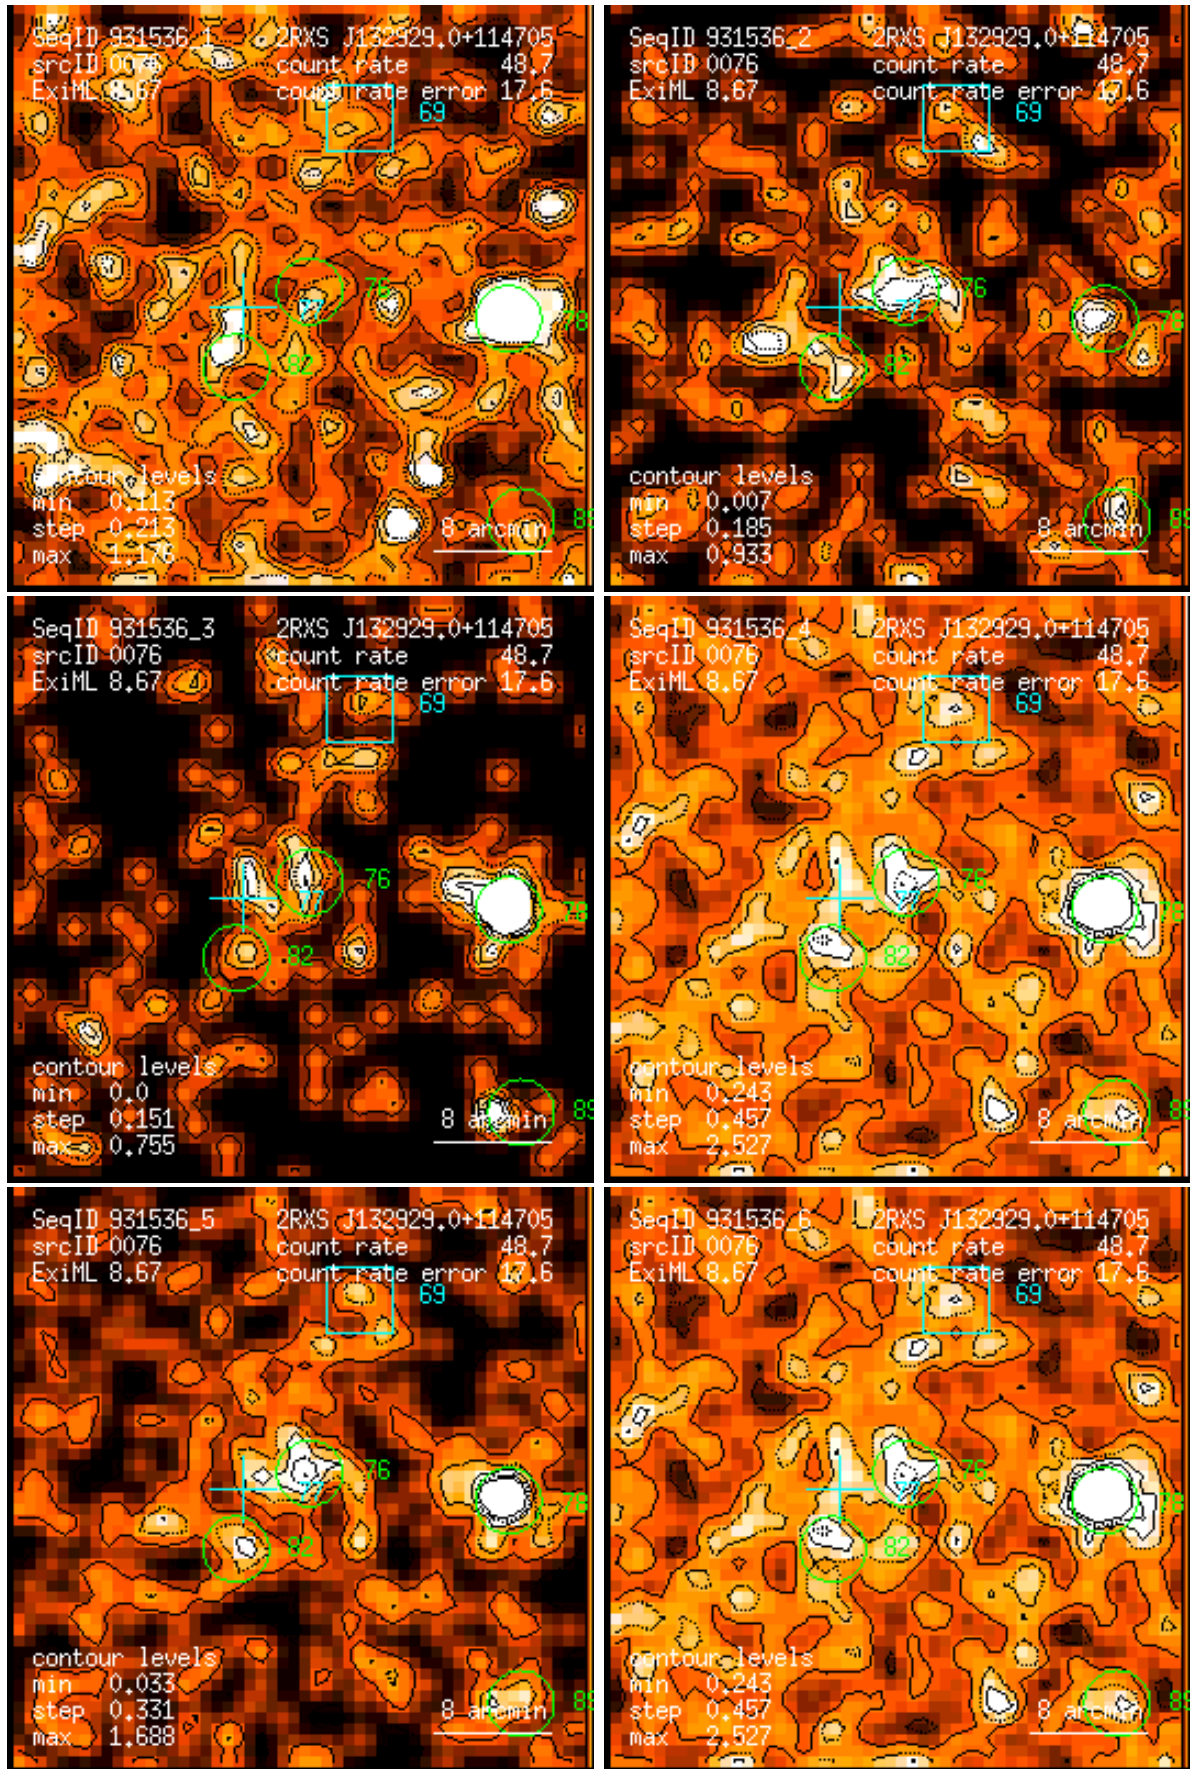 SeqID 931536_1 2RXS J132929.0+114705
srcID 0076 count rate 48.7
ExiML 8.67 count rate error 17.6
69
76
77
78
82
contour levels
min 0.113
step 0.213
max 1.176
8 arcmin
89
SeqID 931536_2 2RXS J132929.0+114705
srcID 0076 count rate 48.7
ExiML 8.67 count rate error 17.6
69
76
77
78
82
contour levels
min 0.007
step 0.185
max 0.933
8 arcmin
89
SeqID 931536_3 2RXS J132929.0+114705
srcID 0076 count rate 48.7
ExiML 8.67 count rate error 17.6
69
76
77
78
82
contour levels
min 0.0
step 0.151
max 0.755
8 arcmin
89
SeqID 931536_4 2RXS J132929.0+114705
srcID 0076 count rate 48.7
ExiML 8.67 count rate error 17.6
69
76
77
78
82
contour levels
min 0.243
step 0.457
max 2.527
8 arcmin
89
SeqID 931536_5 2RXS J132929.0+114705
srcID 0076 count rate 48.7
ExiML 8.67 count rate error 17.6
69
76
77
78
82
contour levels
min 0.033
step 0.331
max 1.688
8 arcmin
89
SeqID 931536_6 2RXS J132929.0+114705
srcID 0076 count rate 48.7
ExiML 8.67 count rate error 17.6
69
76
77
78
82
contour levels
min 0.243
step 0.457
max 2.527
8 arcmin
89